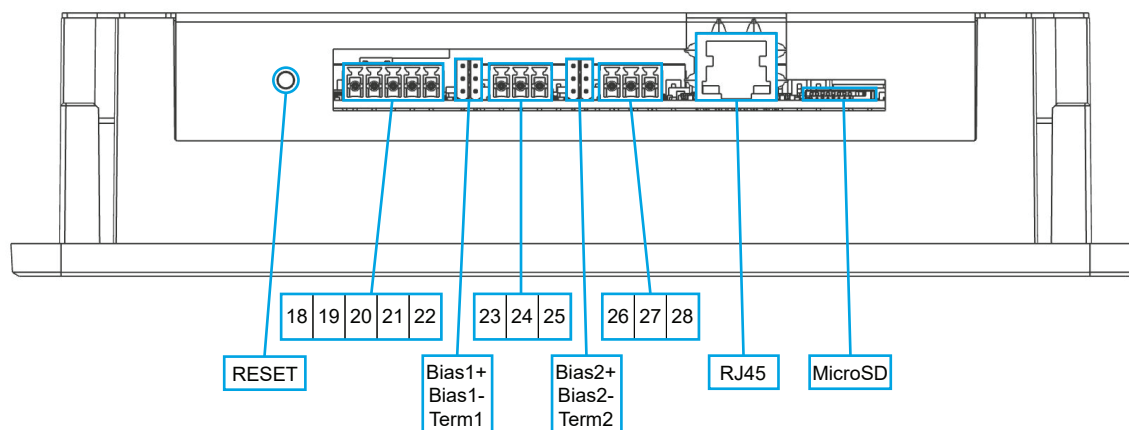 18 19 20 21 22
23 24 25
26 27 28
RESET
Bias1+
Bias1-
Term1
Bias2+
Bias2-
Term2
RJ45
MicroSD